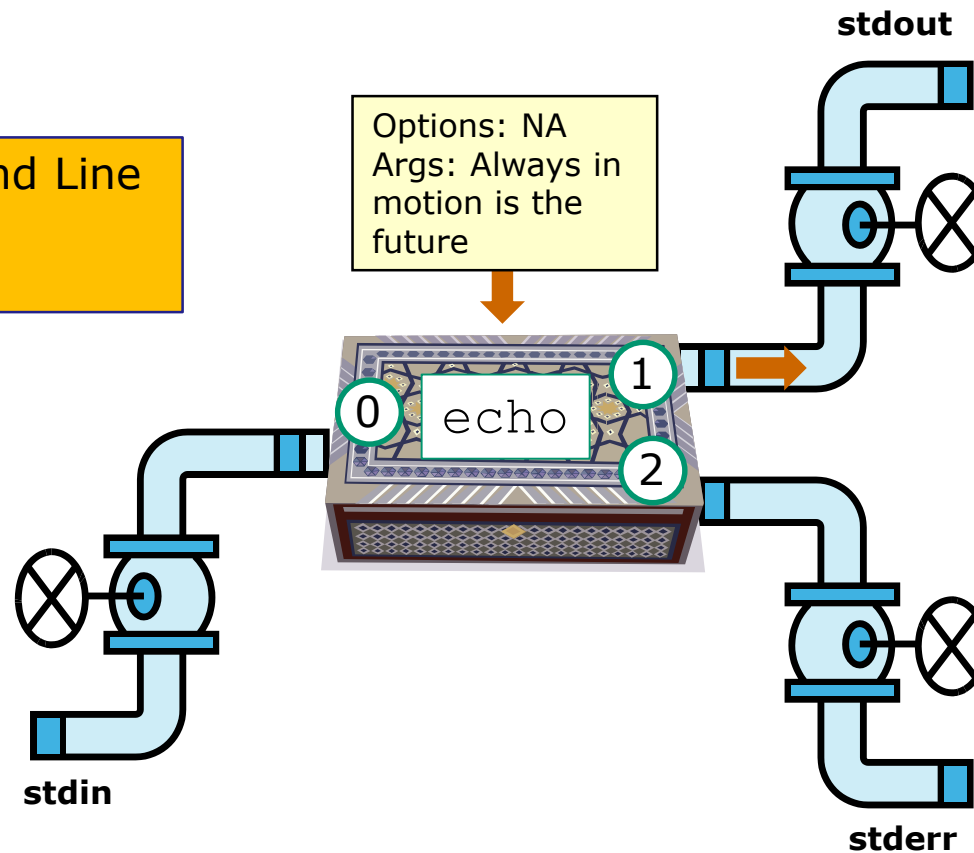 stdout
nd Line
Options: NA
Args: Always in
motion is the
future
1
0
echo
2
stdin
stderr